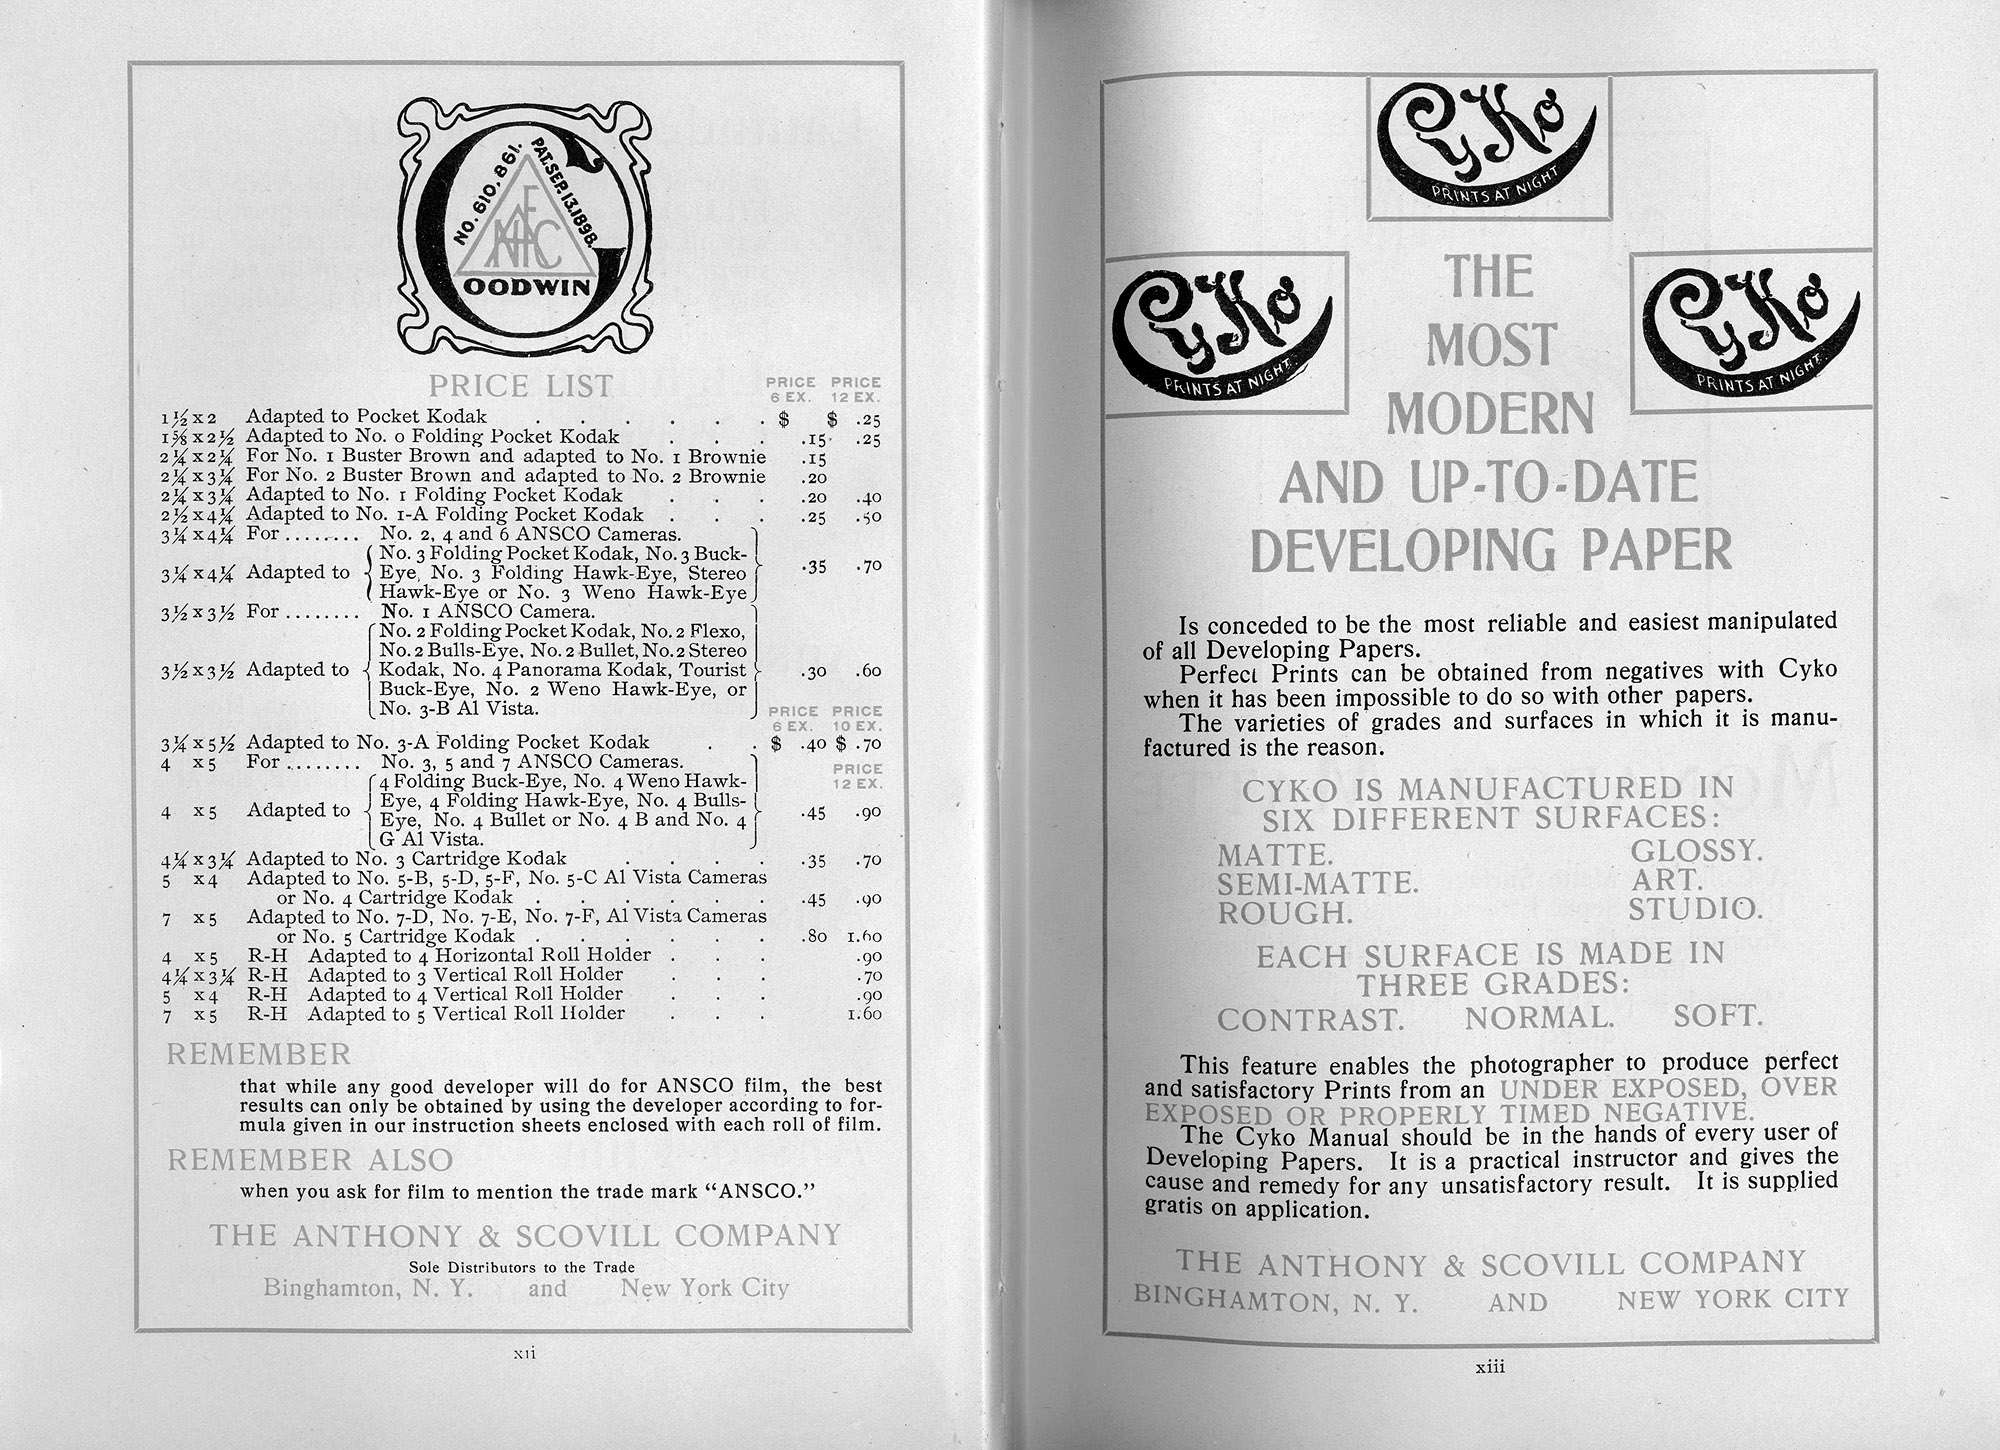 NO. 610,861. PAT. SEP. 13. 1898.
NAFC
GOODWIN
PRICE LIST
PRICE 6 EX. PRICE 12 EX.
1½ x 2 Adapted to Pocket Kodak . . . . . . $ $ .25
1⅝ x 2½ Adapted to No. 0 Folding Pocket Kodak . . . .15 .25
2¼ x 2¼ For No. 1 Buster Brown and adapted to No. 1 Brownie .15
2¼ x 3¼ For No. 2 Buster Brown and adapted to No. 2 Brownie .20
2¼ x 3¼ Adapted to No. 1 Folding Pocket Kodak . . . .20 .40
2½ x 4¼ Adapted to No. 1-A Folding Pocket Kodak . . .25 .50
3¼ x 4¼ For ........ No. 2, 4 and 6 ANSCO Cameras.
No. 3 Folding Pocket Kodak, No. 3 Buck-
3¼ x 4¼ Adapted to Eye, No. 3 Folding Hawk-Eye, Stereo .35 .70
Hawk-Eye or No. 3 Weno Hawk-Eye
3½ x 3½ For ........ No. 1 ANSCO Camera.
No. 2 Folding Pocket Kodak, No. 2 Flexo,
No. 2 Bulls-Eye, No. 2 Bullet, No. 2 Stereo
3½ x 3½ Adapted to Kodak, No. 4 Panorama Kodak, Tourist .30 .60
Buck-Eye, No. 2 Weno Hawk-Eye, or
No. 3-B Al Vista.
PRICE 6 EX. PRICE 10 EX.
3¼ x 5½ Adapted to No. 3-A Folding Pocket Kodak . . $ .40 $ .70
4 x 5 For ........ No. 3, 5 and 7 ANSCO Cameras.
PRICE 12 EX.
4 Folding Buck-Eye, No. 4 Weno Hawk-
Eye, 4 Folding Hawk-Eye, No. 4 Bulls-
4 x 5 Adapted to Eye, No. 4 Bullet or No. 4 B and No. 4 .45 .90
G Al Vista.
4¼ x 3¼ Adapted to No. 3 Cartridge Kodak . . . . .35 .70
5 x 4 Adapted to No. 5-B, 5-D, 5-F, No. 5-C Al Vista Cameras
or No. 4 Cartridge Kodak . . . . . . .45 .90
7 x 5 Adapted to No. 7-D, No. 7-E, No. 7-F, Al Vista Cameras
or No. 5 Cartridge Kodak . . . . . . .80 1.60
4 x 5 R-H Adapted to 4 Horizontal Roll Holder . . . .90
4¼ x 3¼ R-H Adapted to 3 Vertical Roll Holder . . . .70
5 x 4 R-H Adapted to 4 Vertical Roll Holder . . . .90
7 x 5 R-H Adapted to 5 Vertical Roll Holder . . . 1.60
REMEMBER
that while any good developer will do for ANSCO film, the best
results can only be obtained by using the developer according to for-
mula given in our instruction sheets enclosed with each roll of film.
REMEMBER ALSO
when you ask for film to mention the trade mark “ANSCO.”
THE ANTHONY & SCOVILL COMPANY
Sole Distributors to the Trade
Binghamton, N. Y. and New York City
xii
CyKo
PRINTS AT NIGHT
CyKo
PRINTS AT NIGHT.
CyKo
PRINTS AT NIGHT.
THE
MOST
MODERN
AND UP-TO-DATE
DEVELOPING PAPER
Is conceded to be the most reliable and easiest manipulated
of all Developing Papers.
Perfect Prints can be obtained from negatives with Cyko
when it has been impossible to do so with other papers.
The varieties of grades and surfaces in which it is manu-
factured is the reason.
CYKO IS MANUFACTURED IN
SIX DIFFERENT SURFACES:
MATTE. GLOSSY.
SEMI-MATTE. ART.
ROUGH. STUDIO.
EACH SURFACE IS MADE IN
THREE GRADES:
CONTRAST. NORMAL. SOFT.
This feature enables the photographer to produce perfect
and satisfactory Prints from an UNDER EXPOSED, OVER
EXPOSED OR PROPERLY TIMED NEGATIVE.
The Cyko Manual should be in the hands of every user of
Developing Papers. It is a practical instructor and gives the
cause and remedy for any unsatisfactory result. It is supplied
gratis on application.
THE ANTHONY & SCOVILL COMPANY
BINGHAMTON, N. Y. AND NEW YORK CITY
xiii